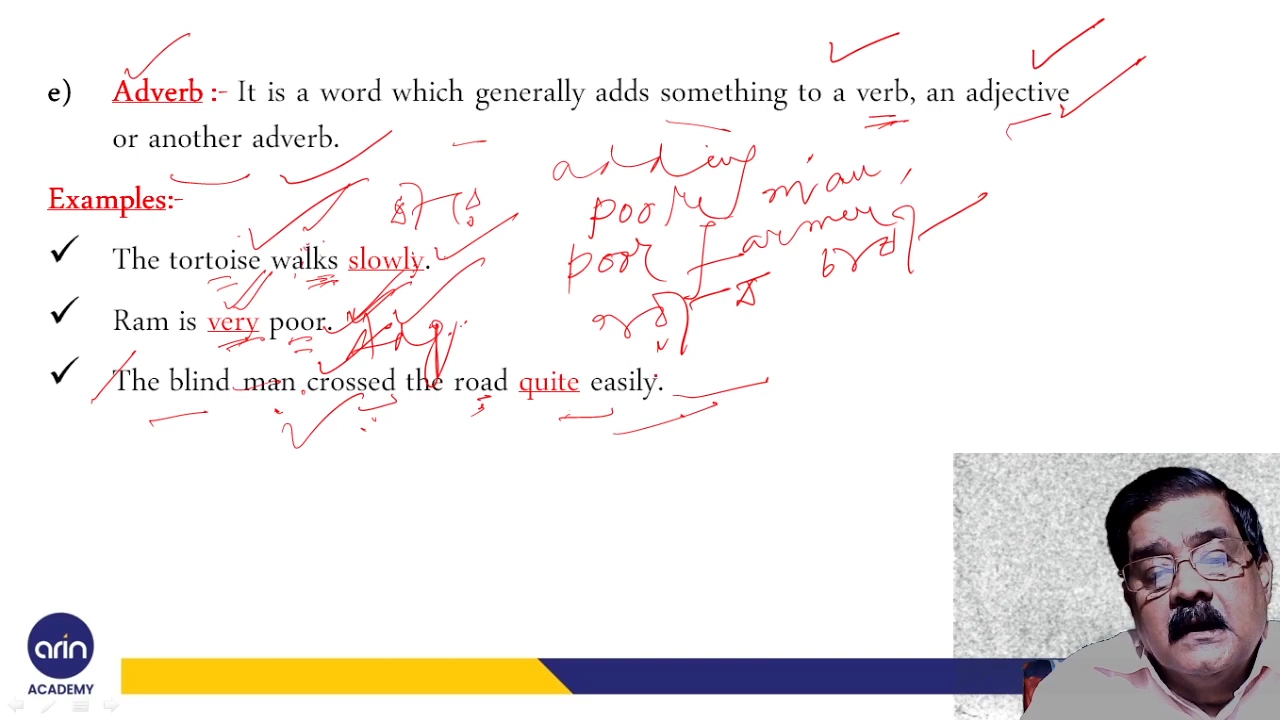 e) Adverb :- It is a word which generally adds something to a verb, an adjective
or another adverb.
adding
poor man,
Examples:-
poor farmer
✓ The tortoise walks slowly.
✓ Ram is very poor.
Adj
✓ The blind man crossed the road quite easily.
arin
ACADEMY